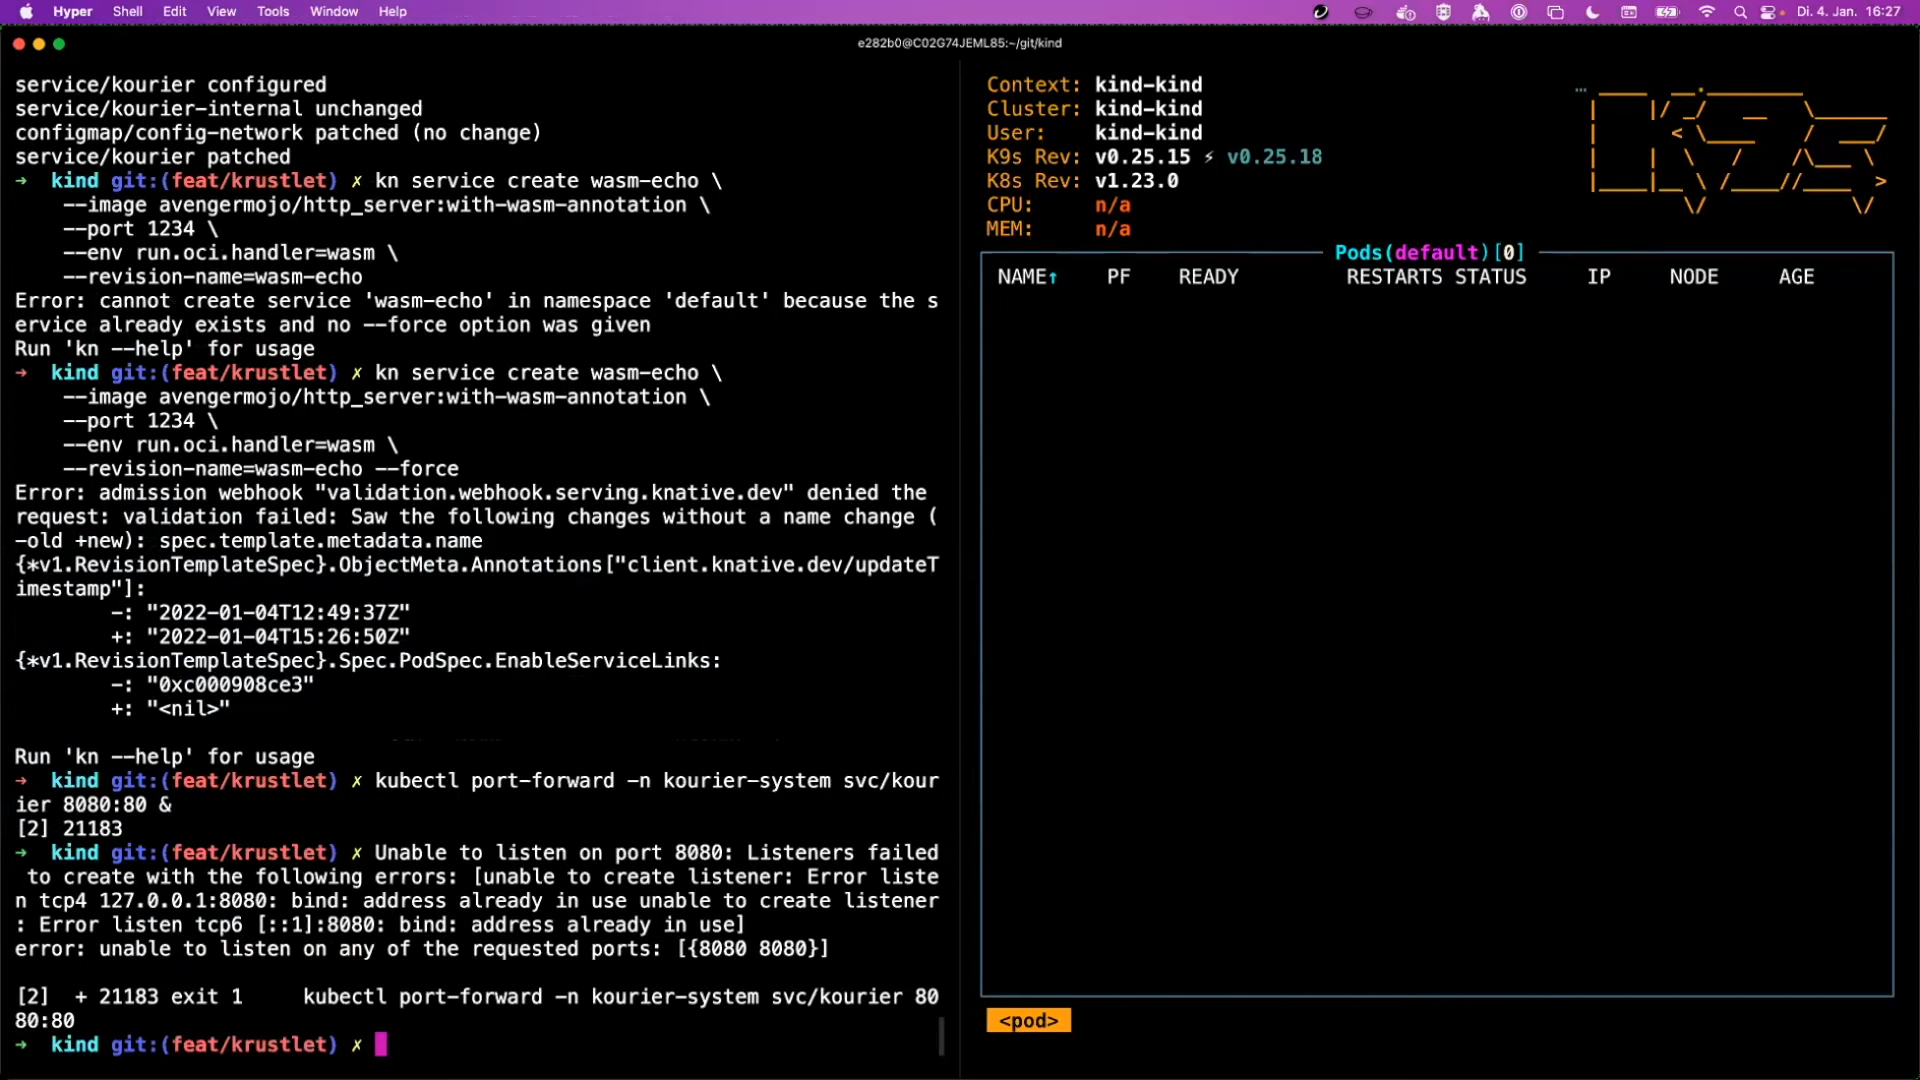 Hyper Shell Edit View Tools Window Help Di. 4. Jan. 16:27
e282b0@C02G74JEML85:~/git/kind
service/kourier configured
service/kourier-internal unchanged
configmap/config-network patched (no change)
service/kourier patched
→ kind git:(feat/krustlet) ✗ kn service create wasm-echo \
--image avengermojo/http_server:with-wasm-annotation \
--port 1234 \
--env run.oci.handler=wasm \
--revision-name=wasm-echo
Error: cannot create service 'wasm-echo' in namespace 'default' because the s
ervice already exists and no --force option was given
Run 'kn --help' for usage
→ kind git:(feat/krustlet) ✗ kn service create wasm-echo \
--image avengermojo/http_server:with-wasm-annotation \
--port 1234 \
--env run.oci.handler=wasm \
--revision-name=wasm-echo --force
Error: admission webhook "validation.webhook.serving.knative.dev" denied the
request: validation failed: Saw the following changes without a name change (
-old +new): spec.template.metadata.name
{*v1.RevisionTemplateSpec}.ObjectMeta.Annotations["client.knative.dev/updateT
imestamp"]:
-: "2022-01-04T12:49:37Z"
+: "2022-01-04T15:26:50Z"
{*v1.RevisionTemplateSpec}.Spec.PodSpec.EnableServiceLinks:
-: "0xc000908ce3"
+: "<nil>"
Run 'kn --help' for usage
→ kind git:(feat/krustlet) ✗ kubectl port-forward -n kourier-system svc/kour
ier 8080:80 &
[2] 21183
→ kind git:(feat/krustlet) ✗ Unable to listen on port 8080: Listeners failed
to create with the following errors: [unable to create listener: Error liste
n tcp4 127.0.0.1:8080: bind: address already in use unable to create listener
: Error listen tcp6 [::1]:8080: bind: address already in use]
error: unable to listen on any of the requested ports: [{8080 8080}]
[2] + 21183 exit 1 kubectl port-forward -n kourier-system svc/kourier 80
80:80
→ kind git:(feat/krustlet) ✗
Context: kind-kind
Cluster: kind-kind
User: kind-kind
K9s Rev: v0.25.15 ⚡ v0.25.18
K8s Rev: v1.23.0
CPU: n/a
MEM: n/a
K9s
Pods(default)[0]
NAME↑ PF READY RESTARTS STATUS IP NODE AGE
<pod>